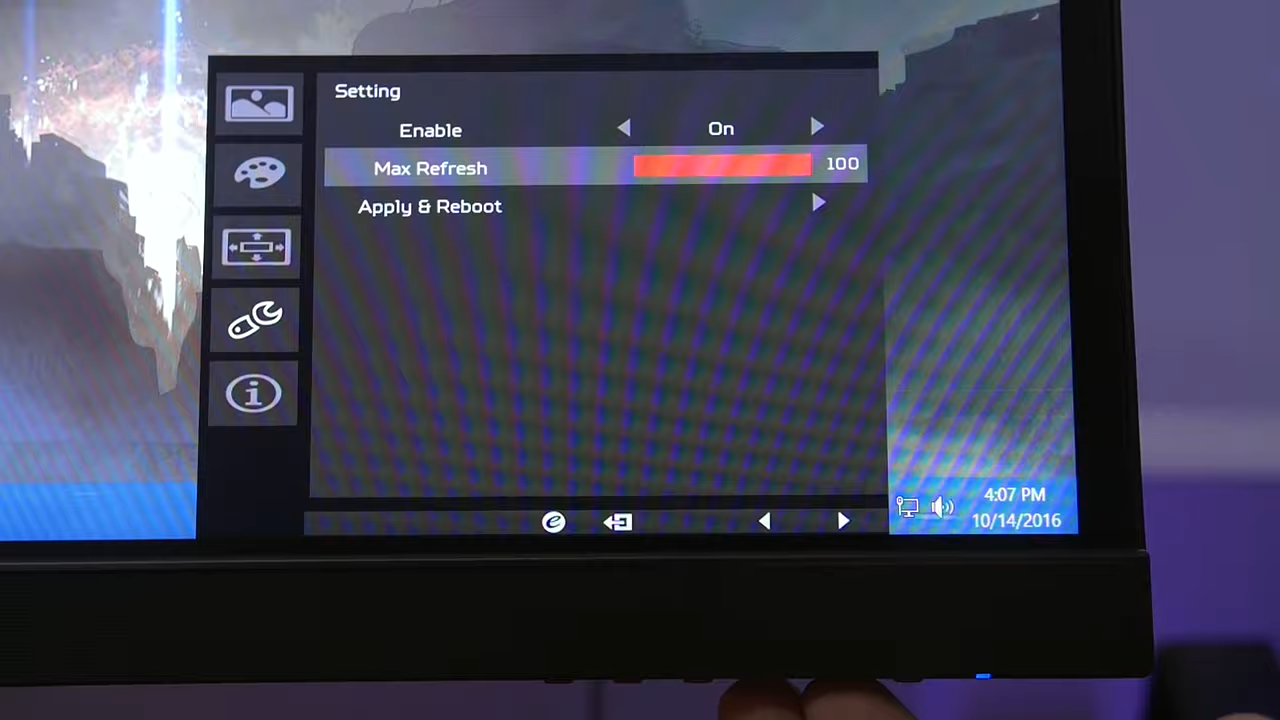 Setting
Enable On
Max Refresh 100
Apply & Reboot
4:07 PM
10/14/2016